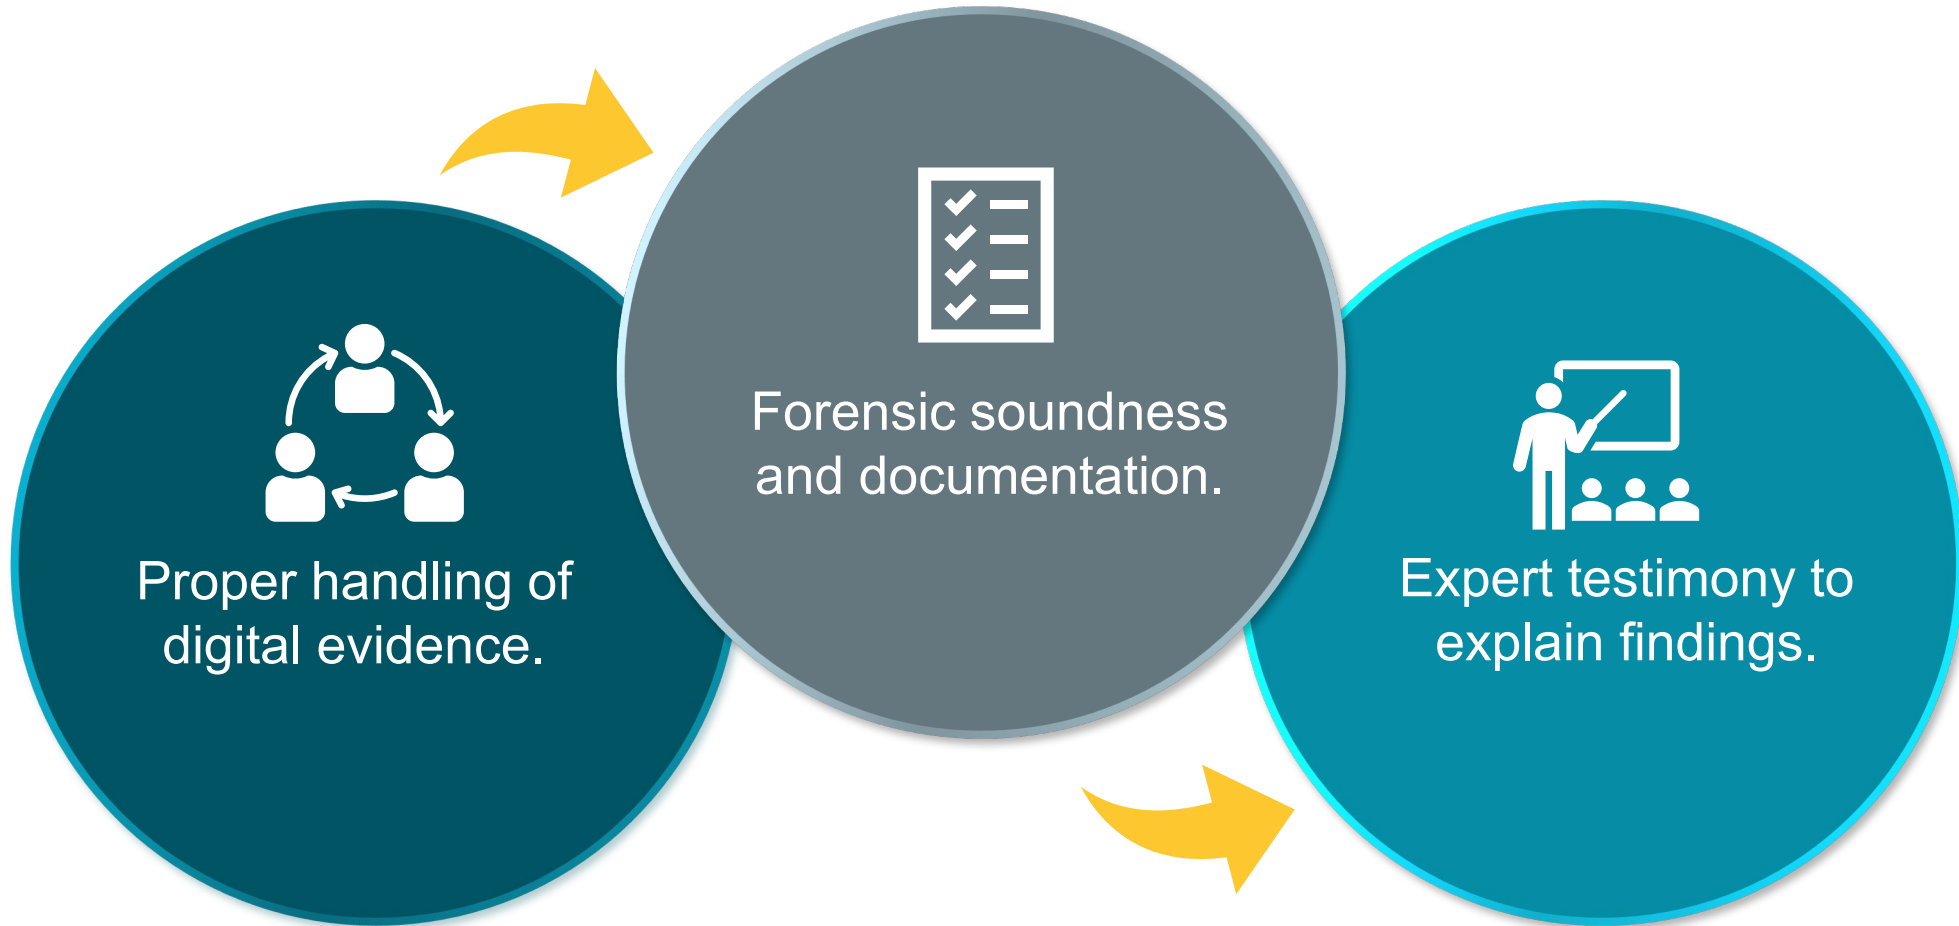 Proper handling of
digital evidence.
Forensic soundness
and documentation.
Expert testimony to
explain findings.